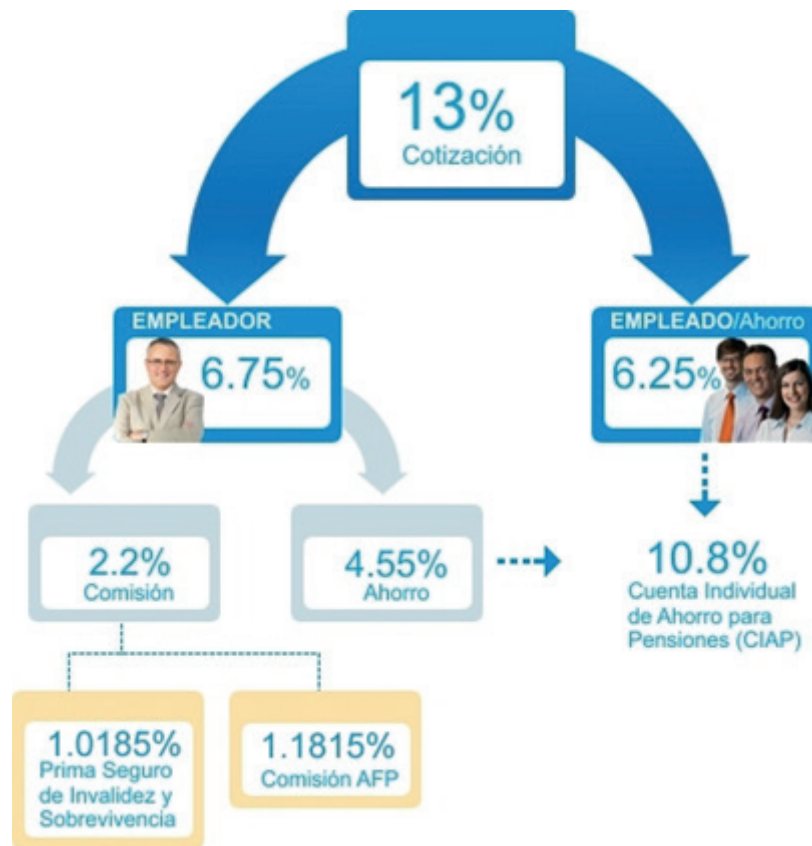 13%
Cotización
EMPLEADOR
6.75%
EMPLEADO/Ahorro
6.25%
2.2%
Comisión
4.55%
Ahorro
10.8%
Cuenta Individual
de Ahorro para
Pensiones (CIAP)
1.0185%
Prima Seguro
de Invalidez y
Sobrevivencia
1.1815%
Comisión AFP